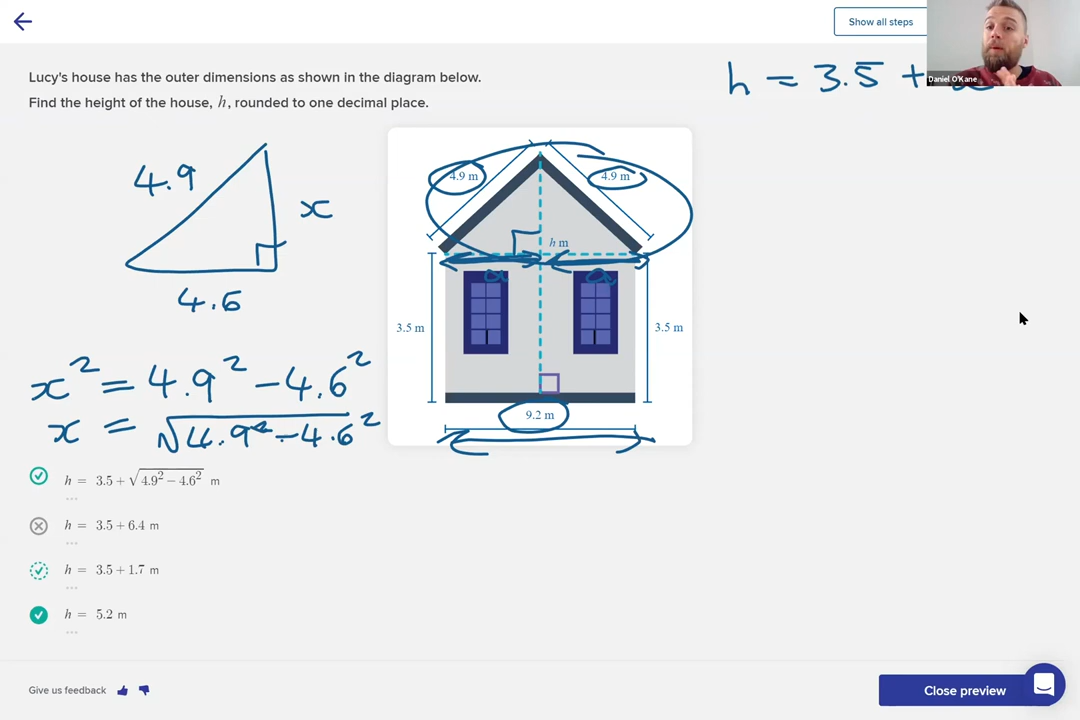 Show all steps
Daniel O'Kane
Lucy's house has the outer dimensions as shown in the diagram below.
Find the height of the house, h, rounded to one decimal place.
h = 3.5 +
4.9
x
4.6
4.9 m
4.9 m
h m
a
a
3.5 m
3.5 m
9.2 m
x² = 4.9² − 4.6²
x = √4.9² − 4.6²
h = 3.5 + √4.9² − 4.6² m
...
h = 3.5 + 6.4 m
...
h = 3.5 + 1.7 m
...
h = 5.2 m
...
Give us feedback
Close preview